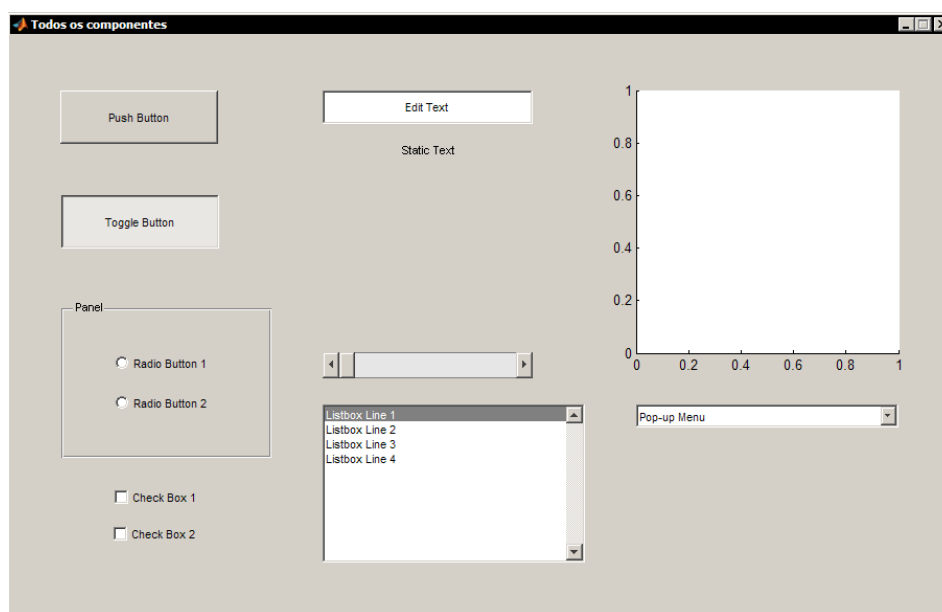 Todos os componentes
Push Button
Toggle Button
Panel
Radio Button 1
Radio Button 2
Check Box 1
Check Box 2
Edit Text
Static Text
Listbox Line 1
Listbox Line 2
Listbox Line 3
Listbox Line 4
1
0.8
0.6
0.4
0.2
0
0 0.2 0.4 0.6 0.8 1
Pop-up Menu